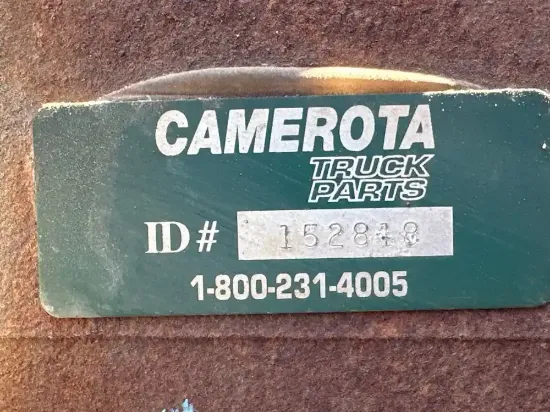 CAMEROTA
TRUCK
PARTS
ID# 152848
1-800-231-4005